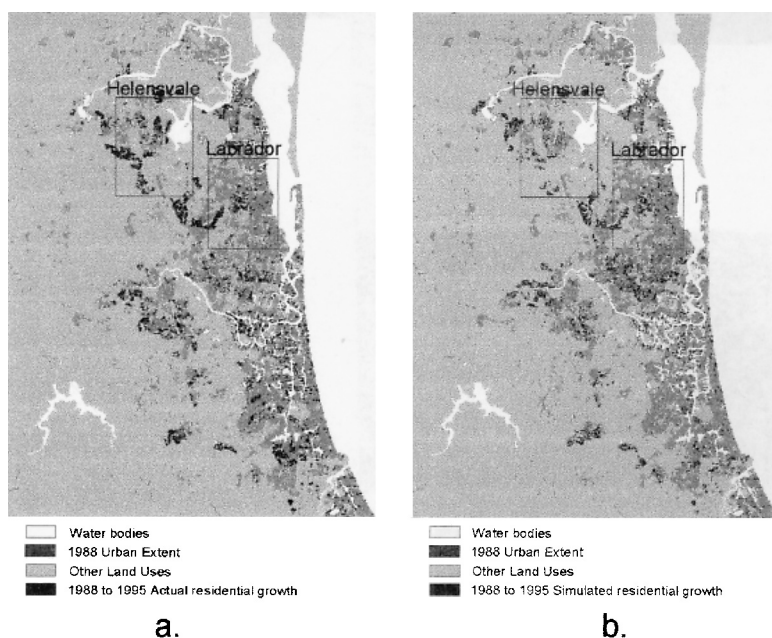 Helensvale
Labrador
Water bodies
1988 Urban Extent
Other Land Uses
1988 to 1995 Actual residential growth
a.
Helensvale
Labrador
Water bodies
1988 Urban Extent
Other Land Uses
1988 to 1995 Simulated residential growth
b.